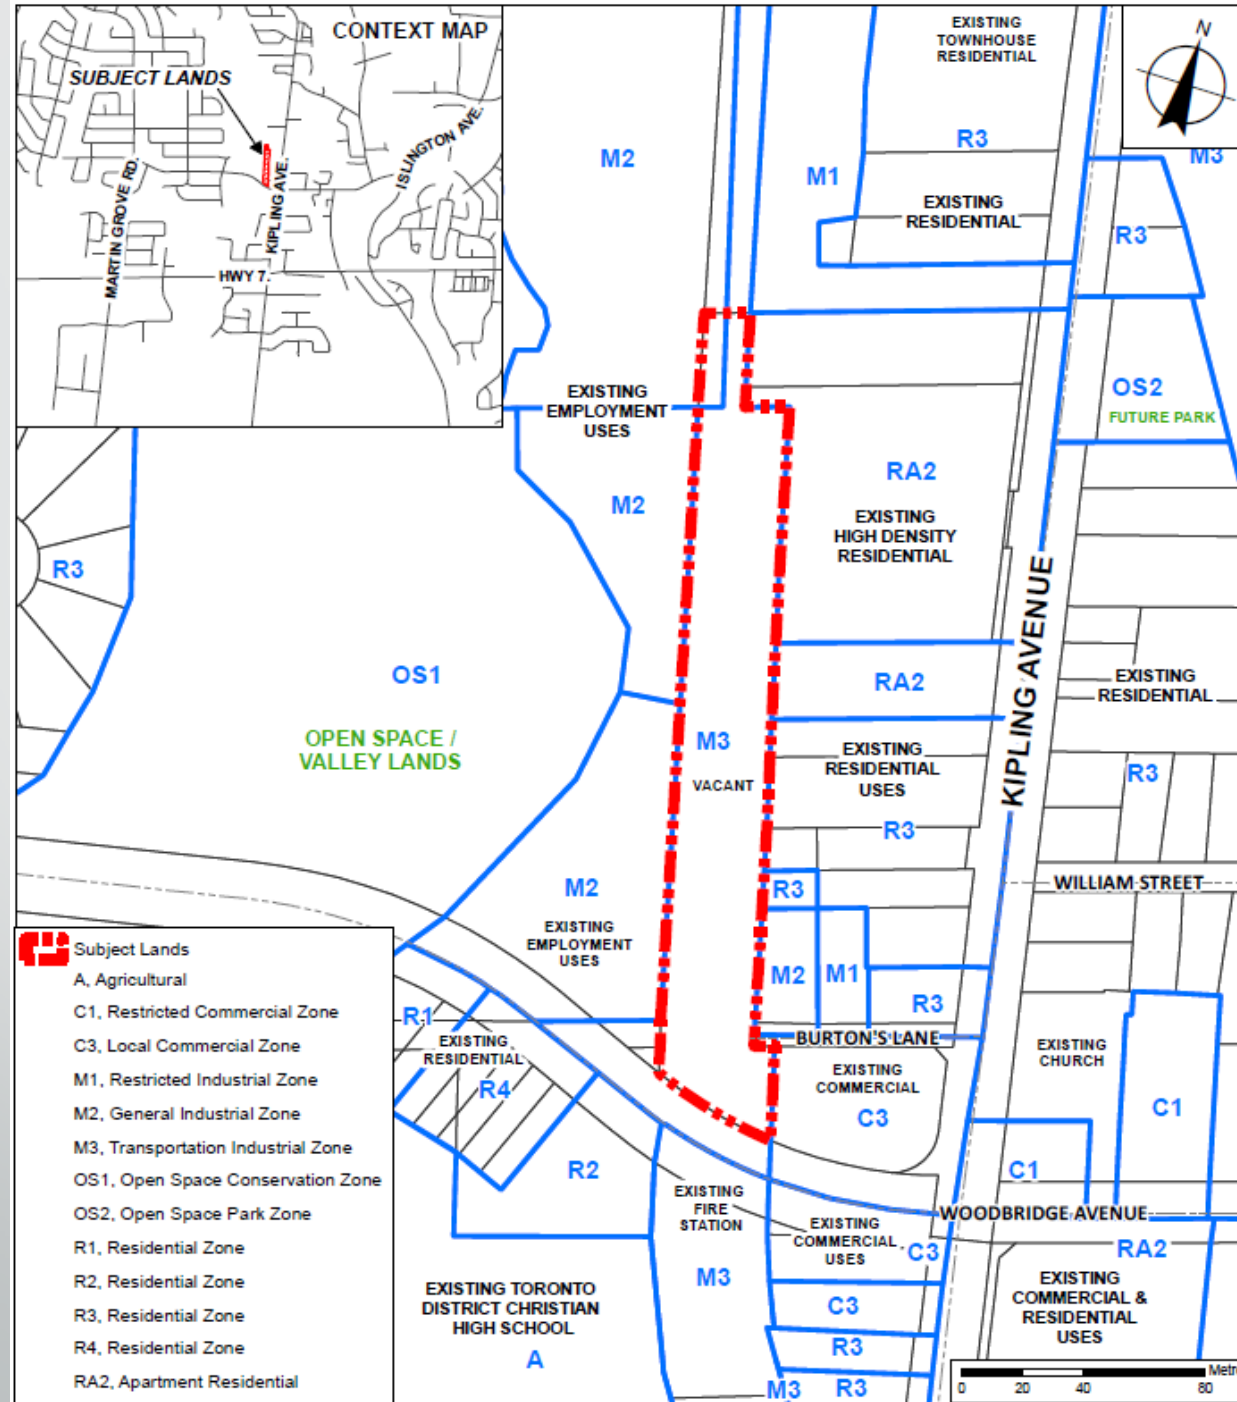 CONTEXT MAP
SUBJECT LANDS
MARTIN GROVE RD.
KIPLING AVE.
ISLINGTON AVE.
HWY 7.
N
EXISTING
TOWNHOUSE
RESIDENTIAL
M2
M1
R3
M3
EXISTING
RESIDENTIAL
R3
OS2
FUTURE PARK
EXISTING
EMPLOYMENT
USES
M2
RA2
EXISTING
HIGH DENSITY
RESIDENTIAL
R3
KIPLING AVENUE
OS1
OPEN SPACE /
VALLEY LANDS
RA2
EXISTING
RESIDENTIAL
M3
VACANT
EXISTING
RESIDENTIAL
USES
R3
R3
WILLIAM STREET
M2
EXISTING
EMPLOYMENT
USES
R3
M2
M1
R3
R1
BURTON'S LANE
EXISTING
RESIDENTIAL
R4
EXISTING
COMMERCIAL
C3
EXISTING
CHURCH
C1
R2
C1
EXISTING
FIRE
STATION
M3
WOODBRIDGE AVENUE
EXISTING
COMMERCIAL
USES
C3
RA2
EXISTING
COMMERCIAL &
RESIDENTIAL
USES
EXISTING TORONTO
DISTRICT CHRISTIAN
HIGH SCHOOL
A
C3
R3
M3
R3
Subject Lands
A, Agricultural
C1, Restricted Commercial Zone
C3, Local Commercial Zone
M1, Restricted Industrial Zone
M2, General Industrial Zone
M3, Transportation Industrial Zone
OS1, Open Space Conservation Zone
OS2, Open Space Park Zone
R1, Residential Zone
R2, Residential Zone
R3, Residential Zone
R4, Residential Zone
RA2, Apartment Residential
Metre
0 20 40 80